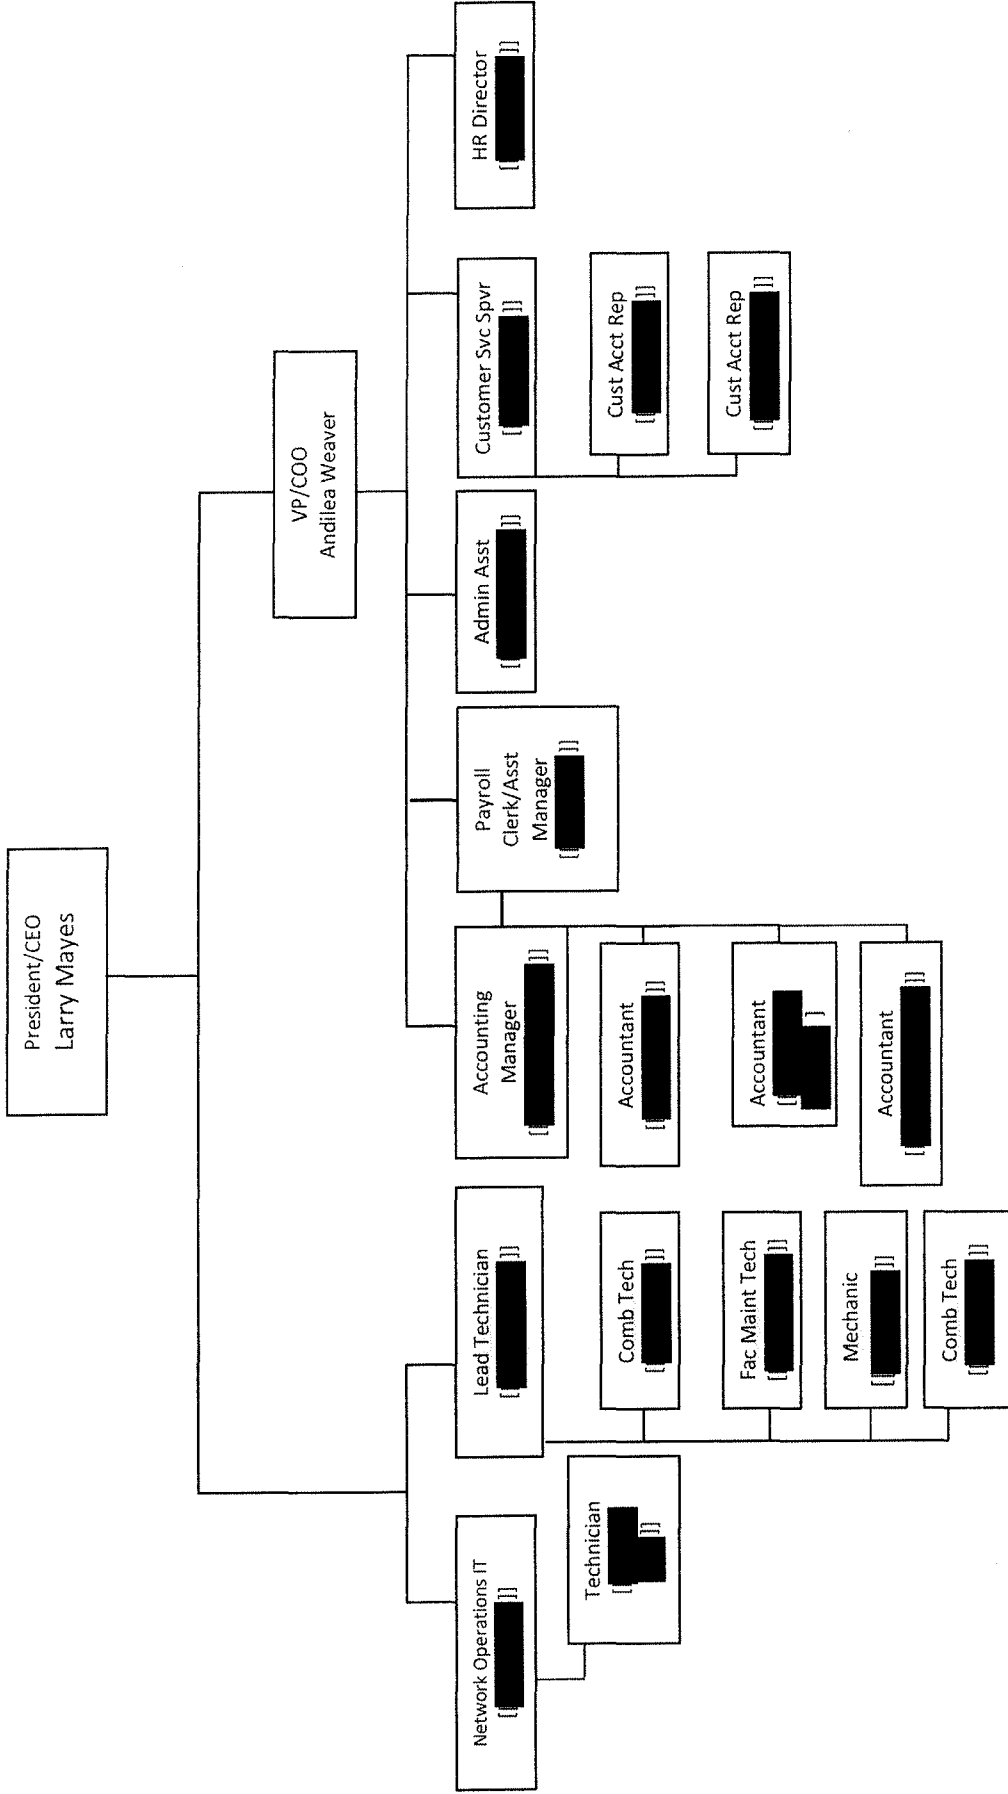 President/CEO
Larry Mayes
VP/COO
Andilea Weaver
Network Operations IT
[[ ]]
Lead Technician
[[ ]]
Accounting
Manager
[[ ]]
Payroll
Clerk/Asst
Manager
[[ ]]
Admin Asst
[[ ]]
Customer Svc Spvr
[[ ]]
HR Director
[[ ]]
Technician
[[
]]
Comb Tech
[[ ]]
Fac Maint Tech
[[ ]]
Mechanic
[[ ]]
Comb Tech
[[ ]]
Accountant
[[ ]]
Accountant
[[
]
Accountant
[[ ]]
Cust Acct Rep
[[ ]]
Cust Acct Rep
[[ ]]